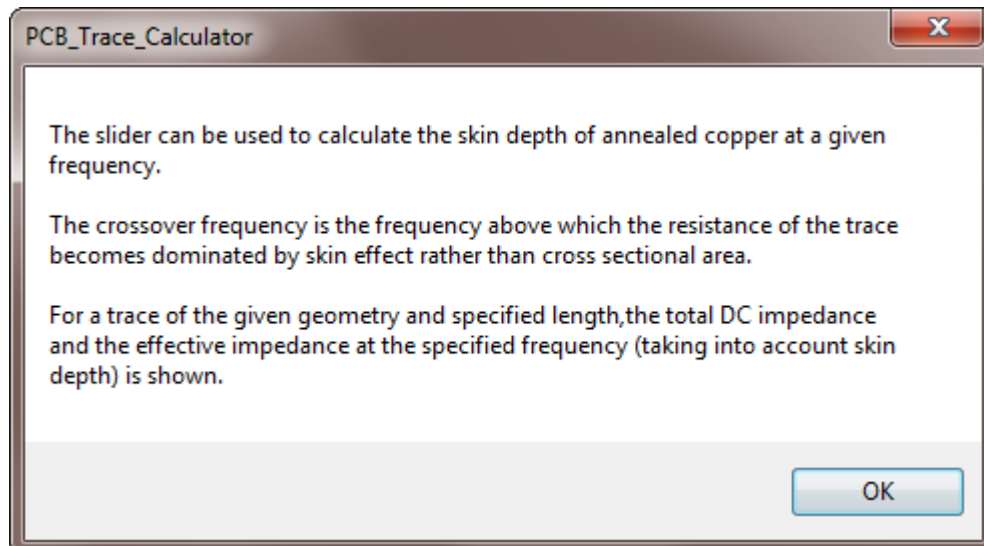 PCB_Trace_Calculator
The slider can be used to calculate the skin depth of annealed copper at a given
frequency.
The crossover frequency is the frequency above which the resistance of the trace
becomes dominated by skin effect rather than cross sectional area.
For a trace of the given geometry and specified length,the total DC impedance
and the effective impedance at the specified frequency (taking into account skin
depth) is shown.
OK